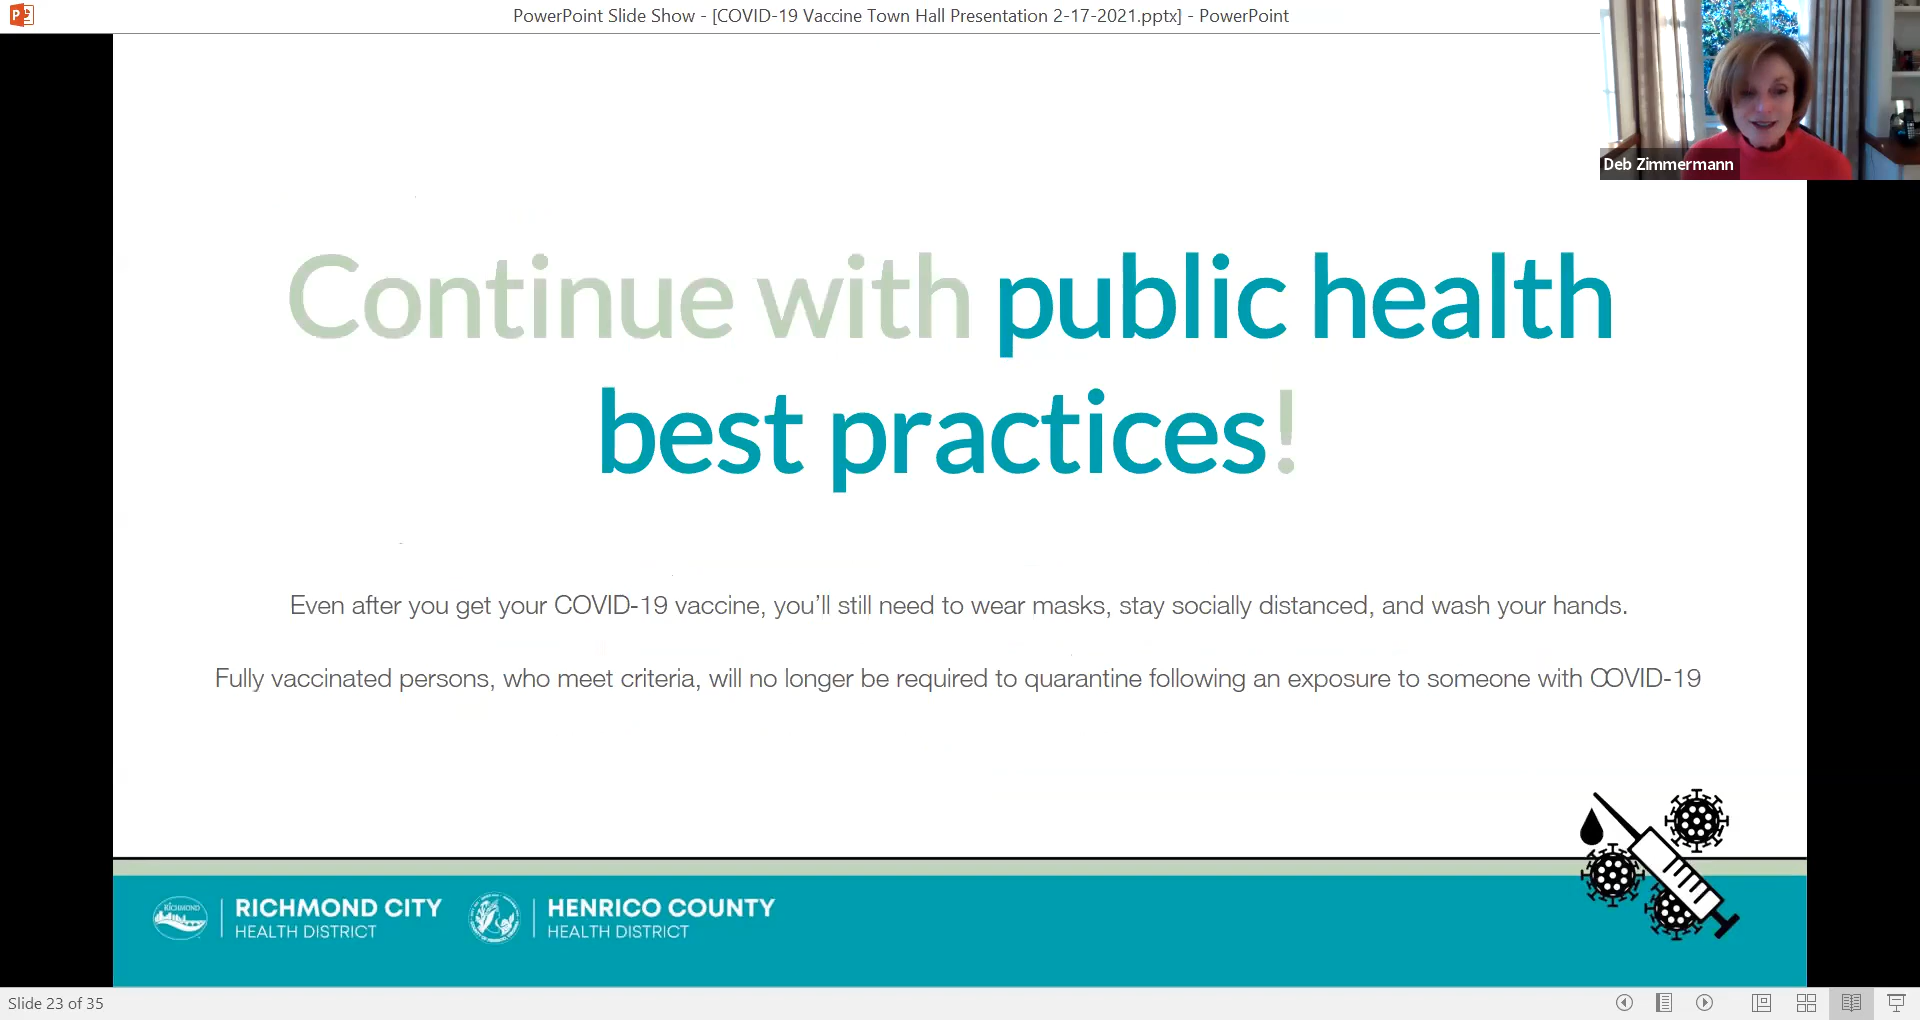 PowerPoint Slide Show - [COVID-19 Vaccine Town Hall Presentation 2-17-2021.pptx] - PowerPoint
Deb Zimmermann
Continue with public health
best practices!
Even after you get your COVID-19 vaccine, you’ll still need to wear masks, stay socially distanced, and wash your hands.
Fully vaccinated persons, who meet criteria, will no longer be required to quarantine following an exposure to someone with COVID-19
RICHMOND
RICHMOND CITY
HEALTH DISTRICT
HENRICO COUNTY
HEALTH DISTRICT
Slide 23 of 35